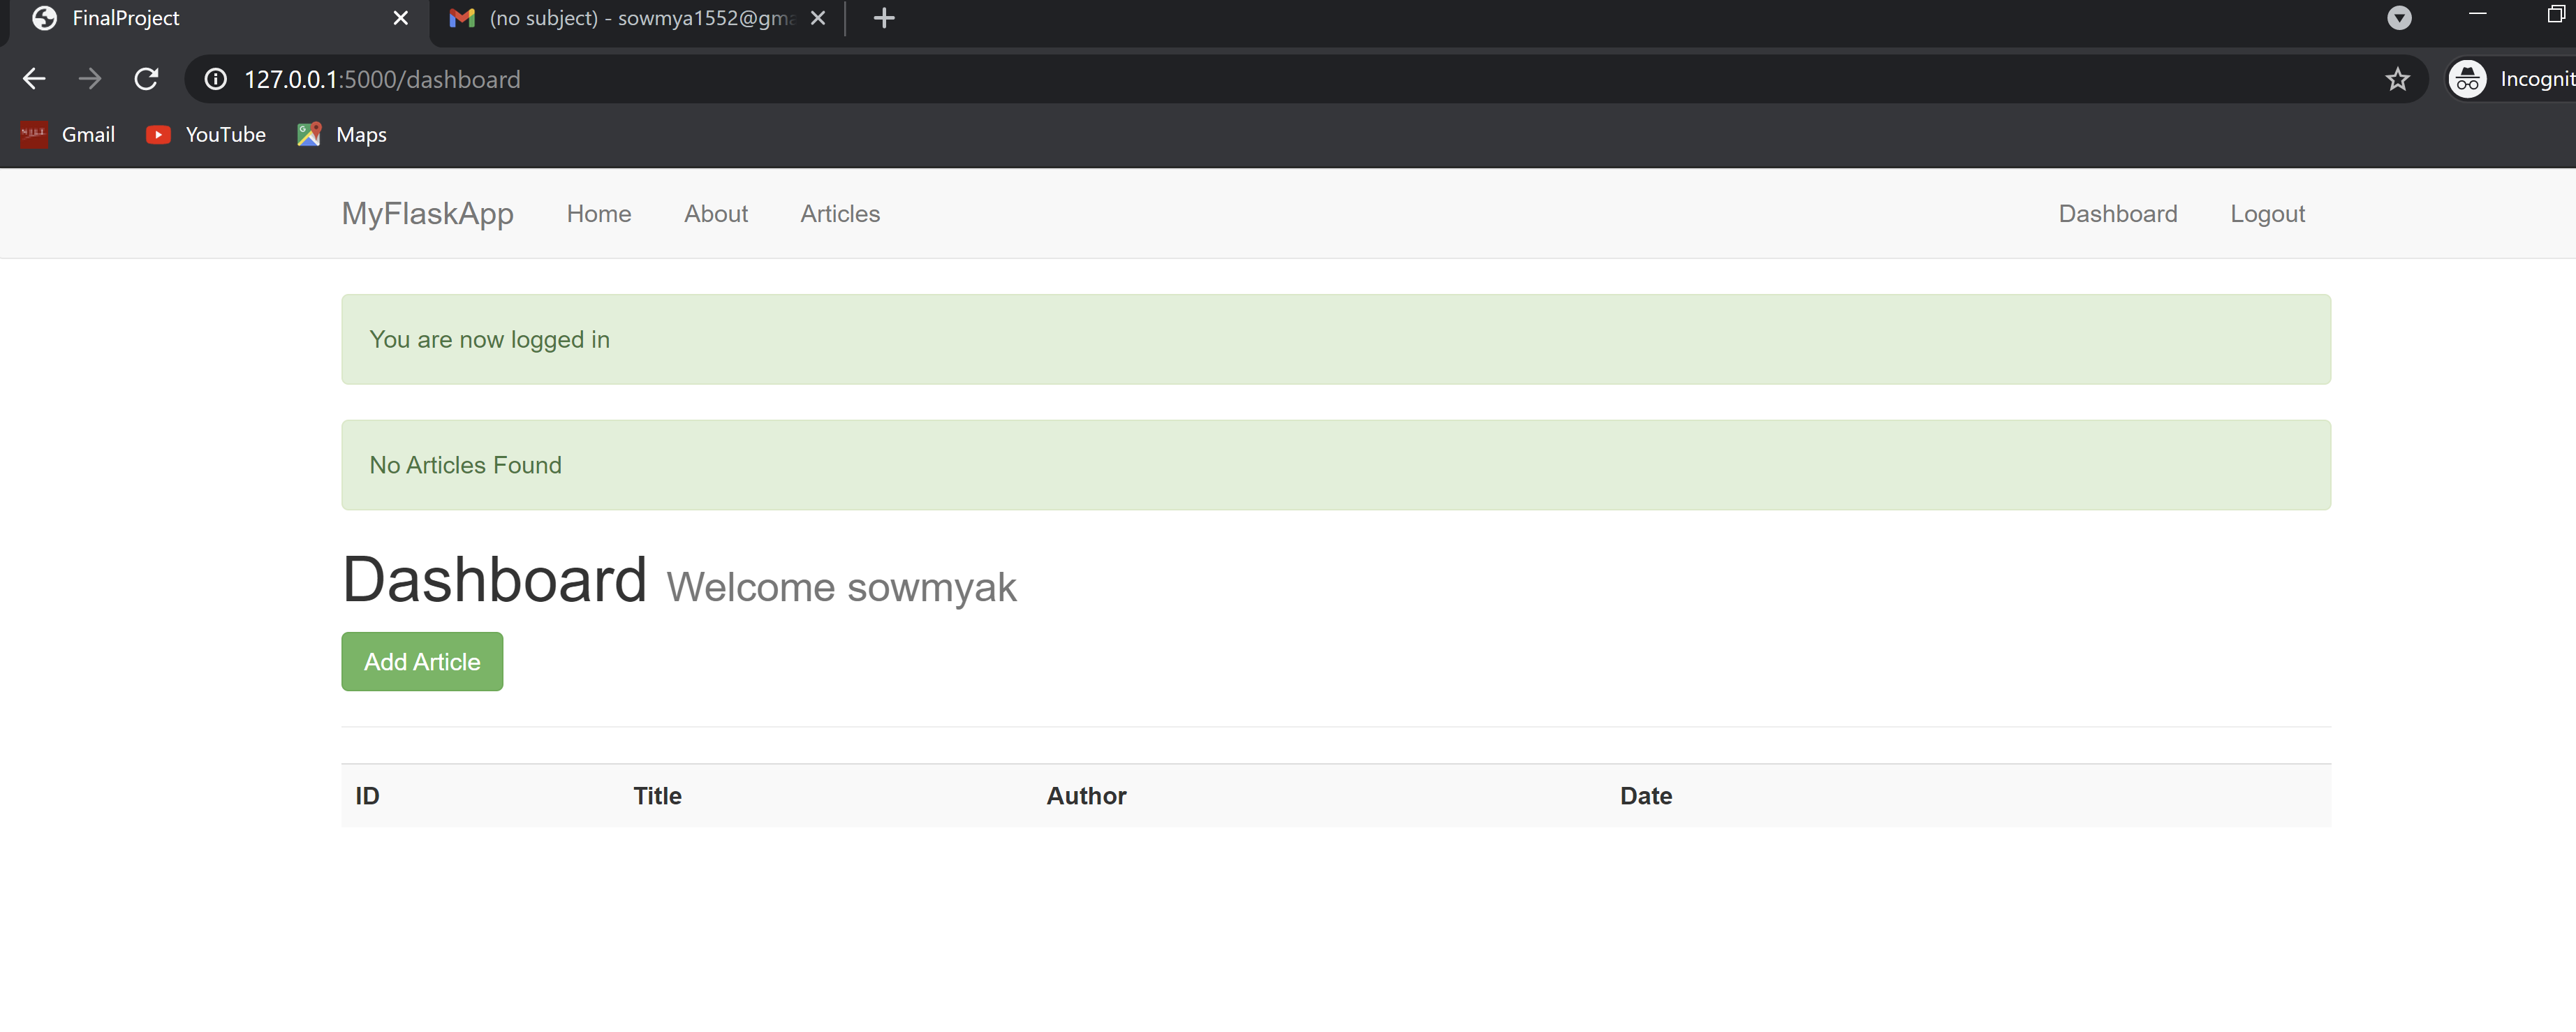 FinalProject
(no subject) - sowmya1552@gma
127.0.0.1:5000/dashboard
Incognit
Gmail
YouTube
Maps
MyFlaskApp Home About Articles Dashboard Logout
You are now logged in
No Articles Found
Dashboard Welcome sowmyak
Add Article
ID Title Author Date